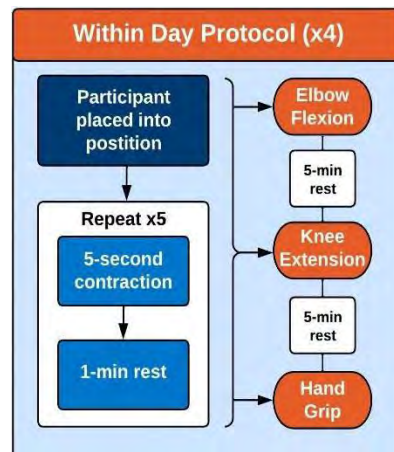 Within Day Protocol (x4)
Participant
placed into
postition
Repeat x5
5-second
contraction
1-min rest
Elbow
Flexion
5-min
rest
Knee
Extension
5-min
rest
Hand
Grip